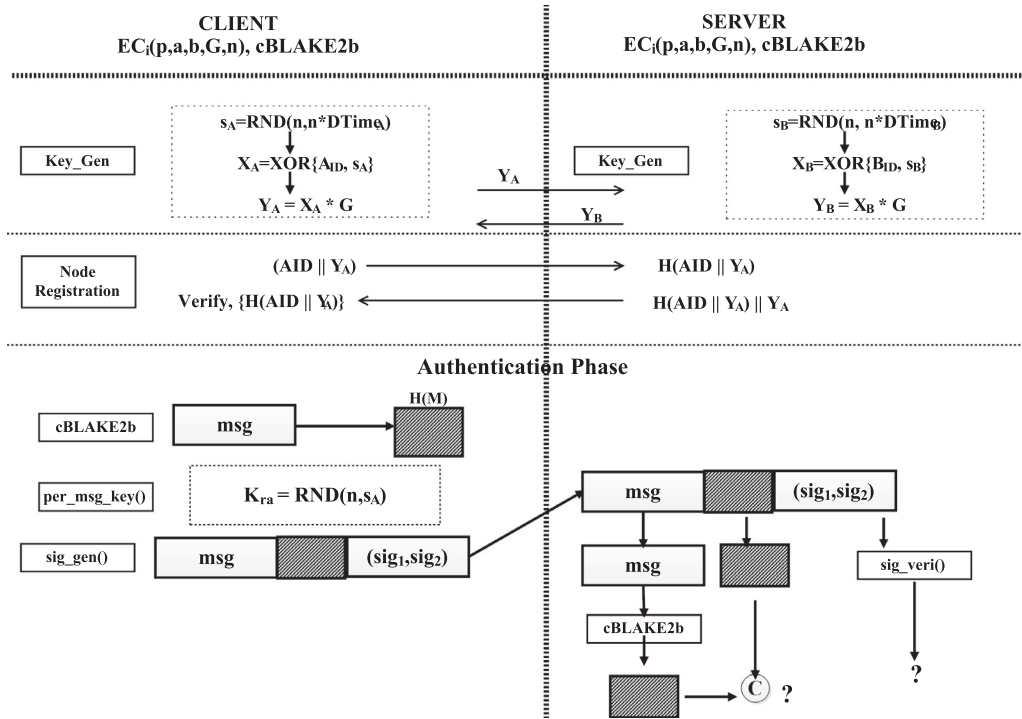 CLIENT
ECi(p,a,b,G,n), cBLAKE2b
SERVER
ECi(p,a,b,G,n), cBLAKE2b
Key_Gen
sA=RND(n,n*DTimeA)
XA=XOR{AID, sA}
YA = XA * G
YA
YB
Key_Gen
sB=RND(n, n*DTimeB)
XB=XOR{BID, sB}
YB = XB * G
Node
Registration
(AID || YA)
H(AID || YA)
Verify, {H(AID || YA)}
H(AID || YA) || YA
Authentication Phase
cBLAKE2b
msg
H(M)
per_msg_key()
Kra = RND(n,sA)
sig_gen()
msg
(sig1,sig2)
msg
(sig1,sig2)
msg
sig_veri()
cBLAKE2b
C
?
?